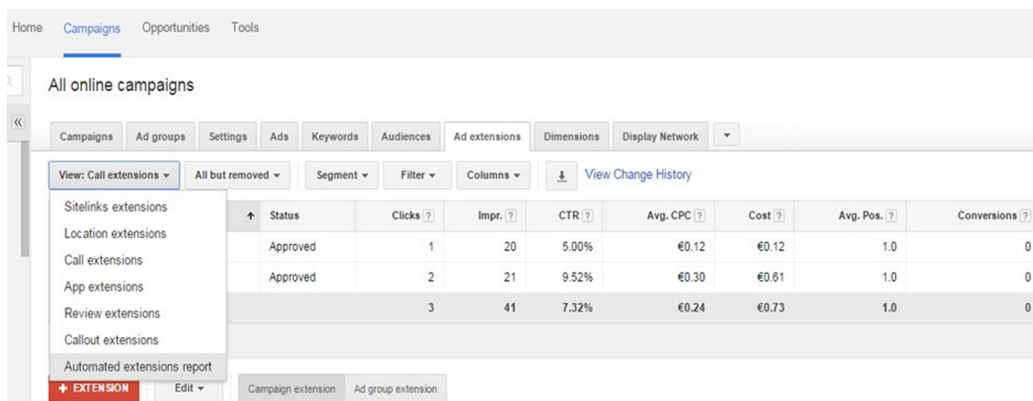 Home Campaigns Opportunities Tools
All online campaigns
Campaigns Ad groups Settings Ads Keywords Audiences Ad extensions Dimensions Display Network
View: Call extensions All but removed Segment Filter Columns View Change History
Sitelinks extensions
Location extensions
Call extensions
App extensions
Review extensions
Callout extensions
Automated extensions report
Status Clicks ? Impr. ? CTR ? Avg. CPC ? Cost ? Avg. Pos. ? Conversions ?
Approved 1 20 5.00% €0.12 €0.12 1.0 0
Approved 2 21 9.52% €0.30 €0.61 1.0 0
3 41 7.32% €0.24 €0.73 1.0 0
+ EXTENSION Edit Campaign extension Ad group extension